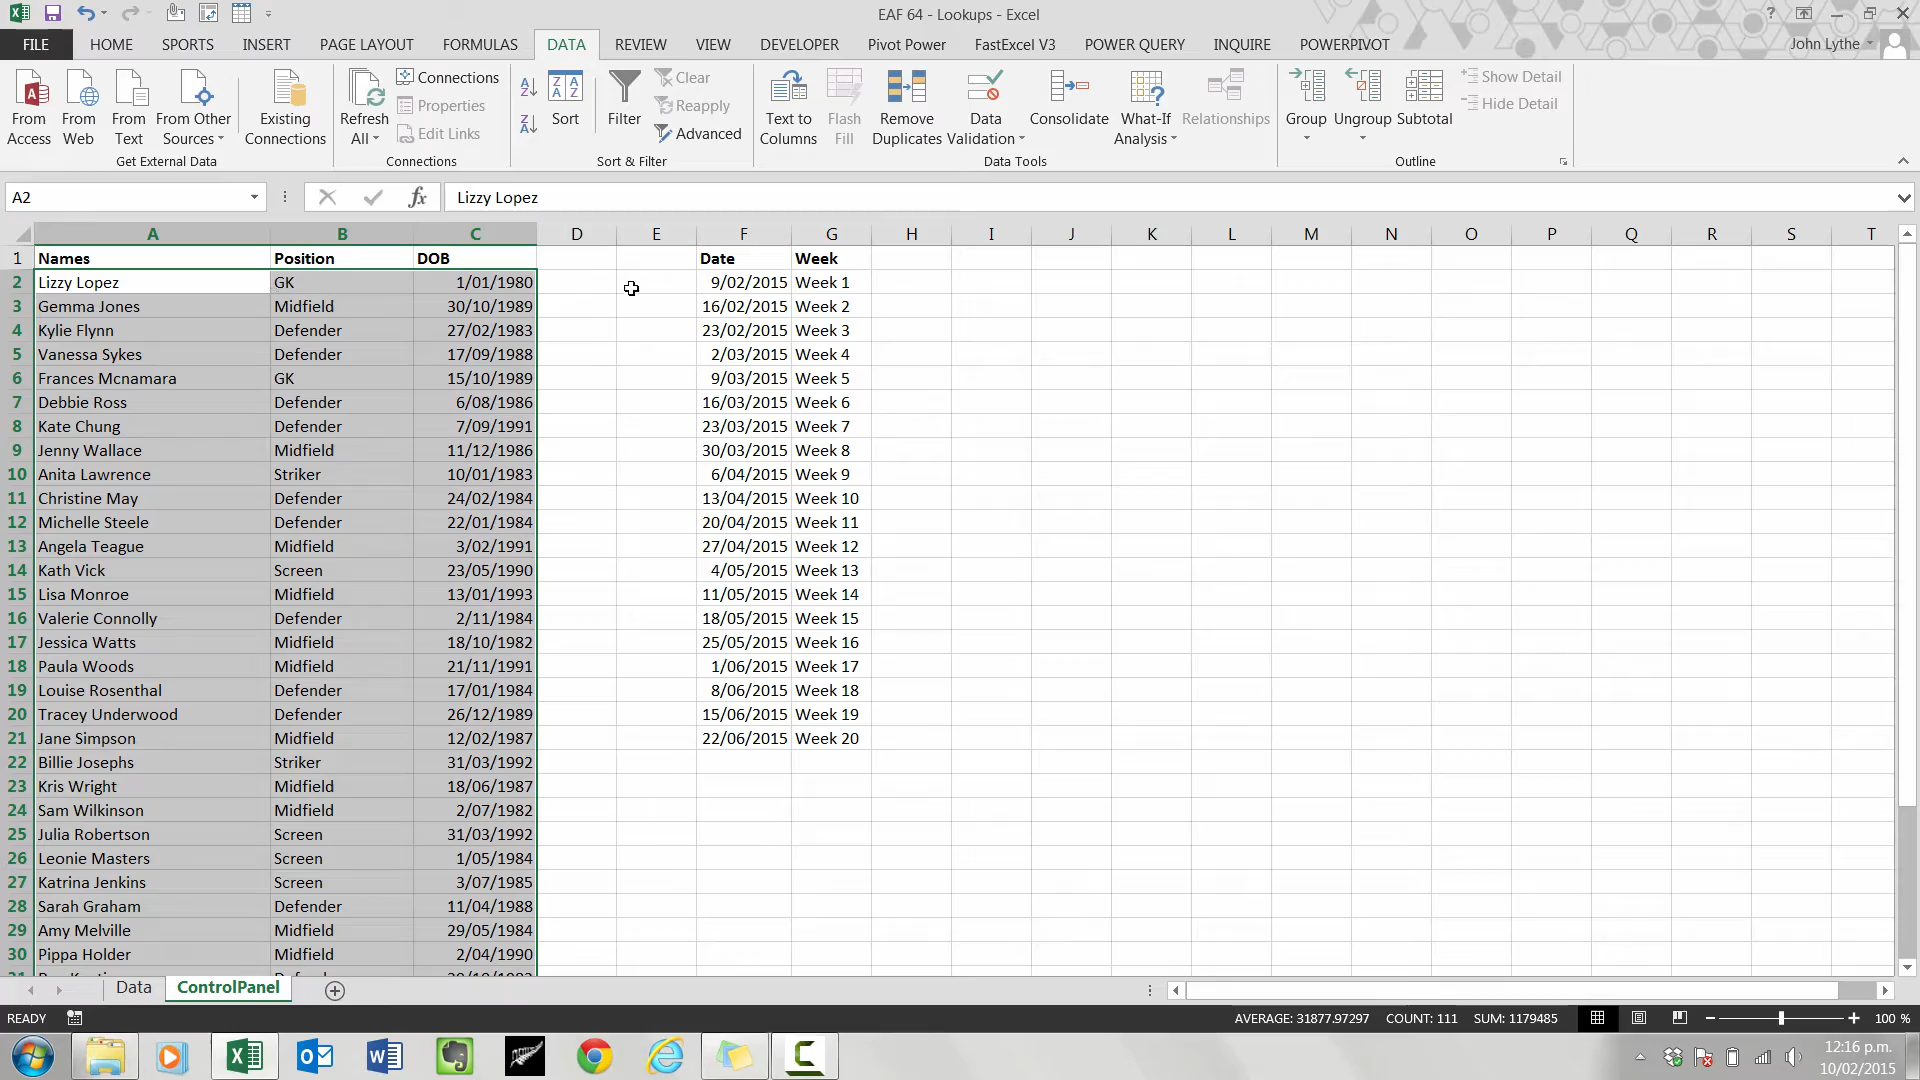 EAF 64 - Lookups - Excel
FILE HOME SPORTS INSERT PAGE LAYOUT FORMULAS DATA REVIEW VIEW DEVELOPER Pivot Power FastExcel V3 POWER QUERY INQUIRE POWERPIVOT John Lythe
From Access From Web From Text From Other Sources Existing Connections Refresh All Connections Properties Edit Links Sort Filter Clear Reapply Advanced Text to Columns Flash Fill Remove Duplicates Data Validation Consolidate What-If Analysis Relationships Group Ungroup Subtotal Show Detail Hide Detail
Get External Data Connections Sort & Filter Data Tools Outline
A2 fx Lizzy Lopez
A B C D E F G H I J K L M N O P Q R S T
1 Names Position DOB Date Week
2 Lizzy Lopez GK 1/01/1980 9/02/2015 Week 1
3 Gemma Jones Midfield 30/10/1989 16/02/2015 Week 2
4 Kylie Flynn Defender 27/02/1983 23/02/2015 Week 3
5 Vanessa Sykes Defender 17/09/1988 2/03/2015 Week 4
6 Frances Mcnamara GK 15/10/1989 9/03/2015 Week 5
7 Debbie Ross Defender 6/08/1986 16/03/2015 Week 6
8 Kate Chung Defender 7/09/1991 23/03/2015 Week 7
9 Jenny Wallace Midfield 11/12/1986 30/03/2015 Week 8
10 Anita Lawrence Striker 10/01/1983 6/04/2015 Week 9
11 Christine May Defender 24/02/1984 13/04/2015 Week 10
12 Michelle Steele Defender 22/01/1984 20/04/2015 Week 11
13 Angela Teague Midfield 3/02/1991 27/04/2015 Week 12
14 Kath Vick Screen 23/05/1990 4/05/2015 Week 13
15 Lisa Monroe Midfield 13/01/1993 11/05/2015 Week 14
16 Valerie Connolly Defender 2/11/1984 18/05/2015 Week 15
17 Jessica Watts Midfield 18/10/1982 25/05/2015 Week 16
18 Paula Woods Midfield 21/11/1991 1/06/2015 Week 17
19 Louise Rosenthal Defender 17/01/1984 8/06/2015 Week 18
20 Tracey Underwood Defender 26/12/1989 15/06/2015 Week 19
21 Jane Simpson Midfield 12/02/1987 22/06/2015 Week 20
22 Billie Josephs Striker 31/03/1992
23 Kris Wright Midfield 18/06/1987
24 Sam Wilkinson Midfield 2/07/1982
25 Julia Robertson Screen 31/03/1992
26 Leonie Masters Screen 1/05/1984
27 Katrina Jenkins Screen 3/07/1985
28 Sarah Graham Defender 11/04/1988
29 Amy Melville Midfield 29/05/1984
30 Pippa Holder Midfield 2/04/1990
Data ControlPanel
READY AVERAGE: 31877.97297 COUNT: 111 SUM: 1179485 100 %
12:16 p.m.
10/02/2015